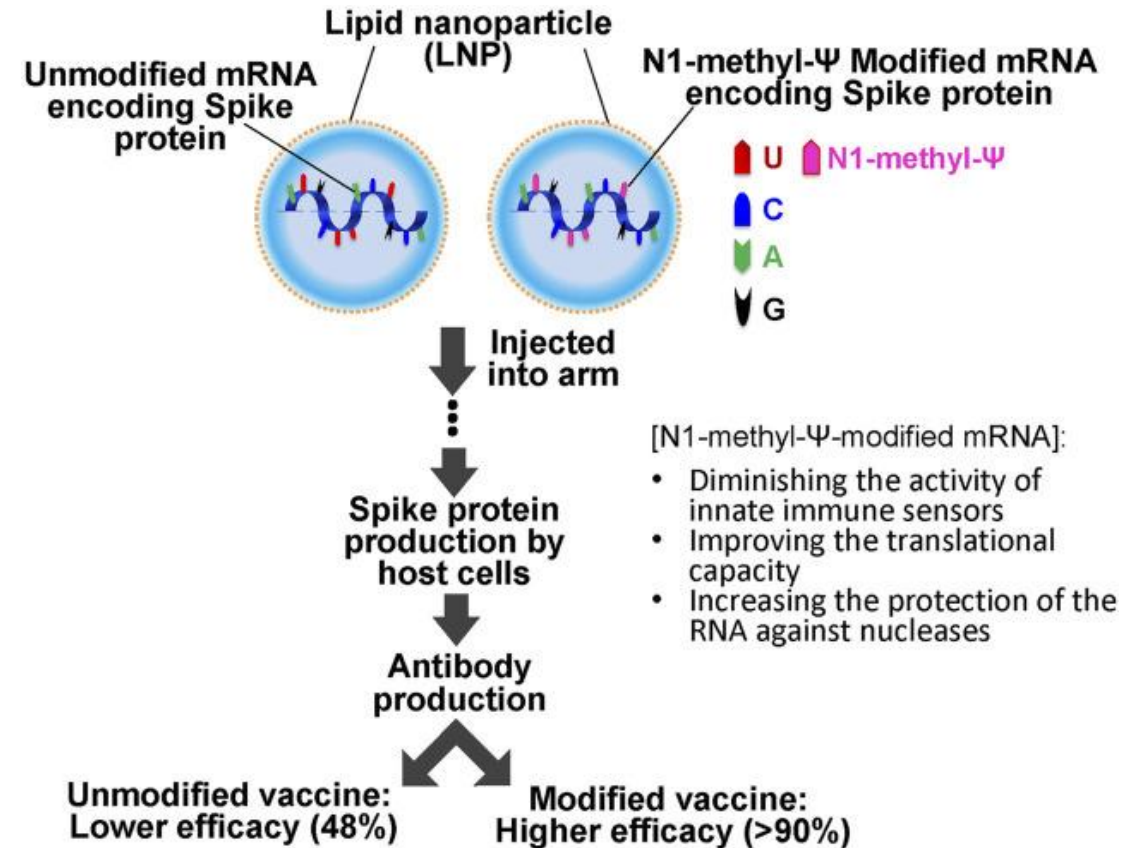 Lipid nanoparticle
(LNP)
Unmodified mRNA
encoding Spike
protein
N1-methyl-Ψ Modified mRNA
encoding Spike protein
U N1-methyl-Ψ
C
A
G
Injected
into arm
[N1-methyl-Ψ-modified mRNA]:
• Diminishing the activity of
innate immune sensors
• Improving the translational
capacity
• Increasing the protection of the
RNA against nucleases
Spike protein
production by
host cells
Antibody
production
Unmodified vaccine:
Lower efficacy (48%)
Modified vaccine:
Higher efficacy (>90%)